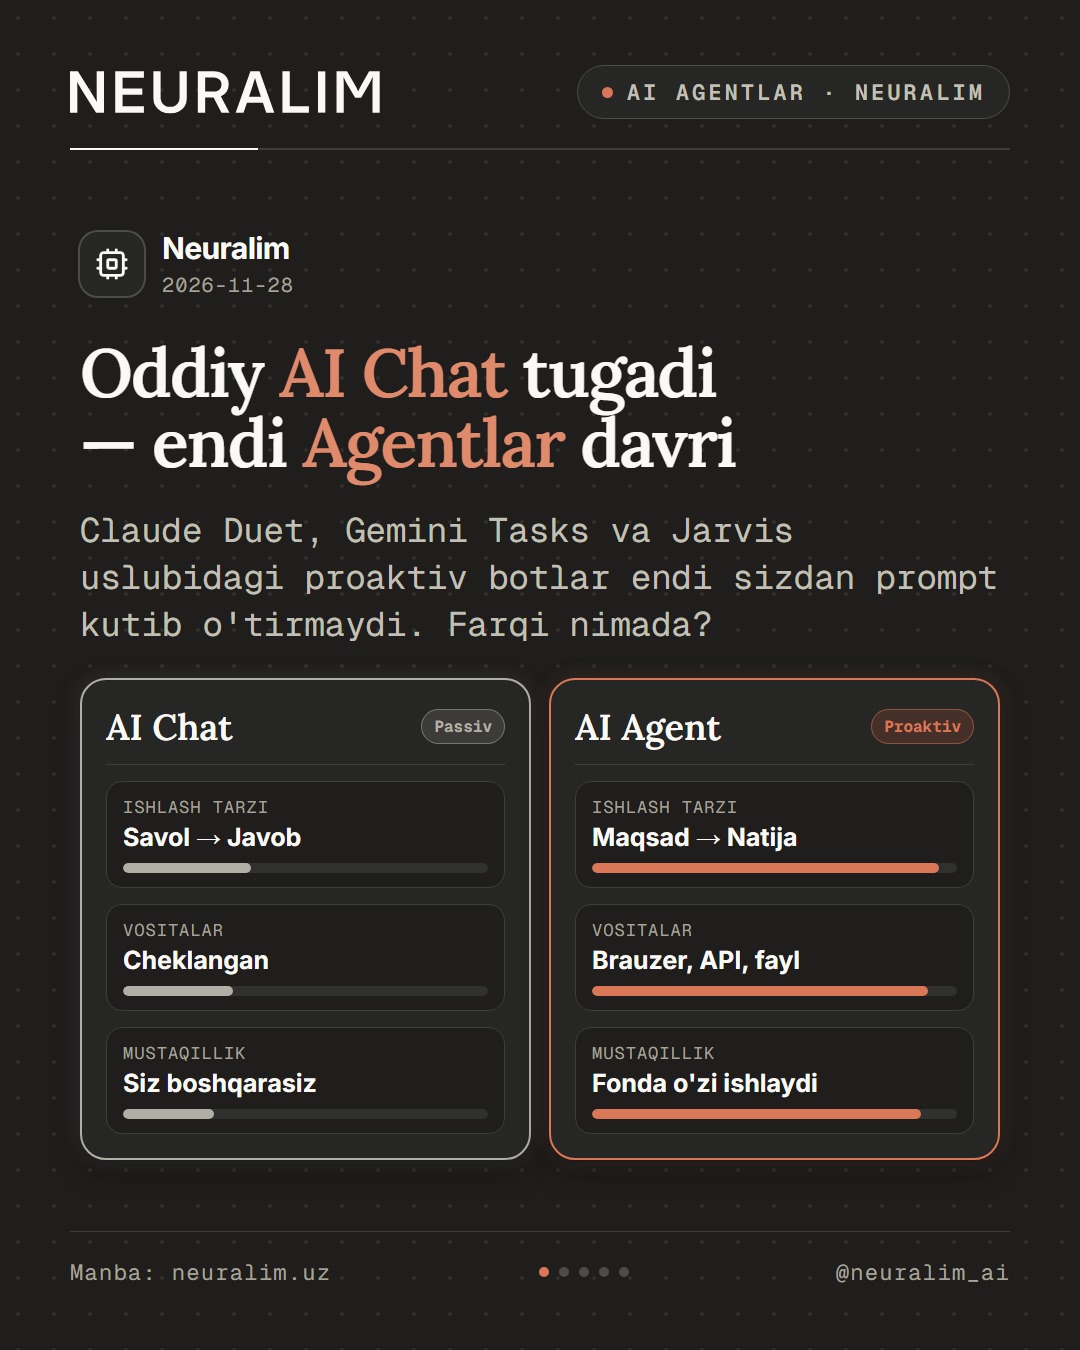 NEURALIM
AI AGENTLAR · NEURALIM
Neuralim
2026-11-28
Oddiy AI Chat tugadi
— endi Agentlar davri
Claude Duet, Gemini Tasks va Jarvis
uslubidagi proaktiv botlar endi sizdan prompt
kutib o'tirmaydi. Farqi nimada?
AI Chat
Passiv
ISHLASH TARZI
Savol → Javob
VOSITALAR
Cheklangan
MUSTAQILLIK
Siz boshqarasiz
AI Agent
Proaktiv
ISHLASH TARZI
Maqsad → Natija
VOSITALAR
Brauzer, API, fayl
MUSTAQILLIK
Fonda o'zi ishlaydi
Manba: neuralim.uz
@neuralim_ai